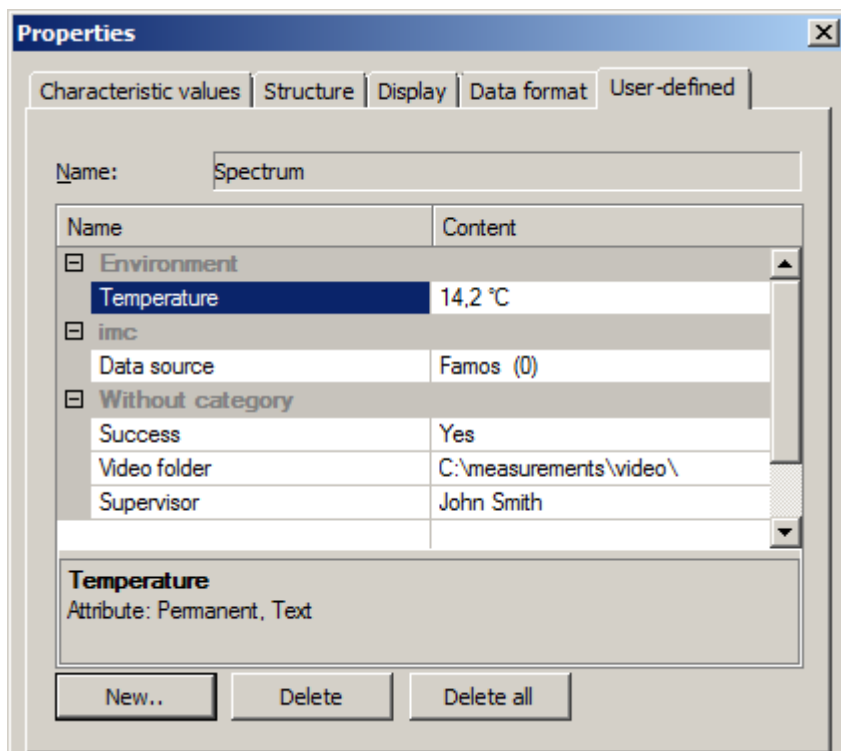 Properties
Characteristic values Structure Display Data format User-defined
Name: Spectrum
Name Content
Environment
Temperature 14,2 °C
imc
Data source Famos (0)
Without category
Success Yes
Video folder C:\measurements\video\
Supervisor John Smith
Temperature
Attribute: Permanent, Text
New.. Delete Delete all